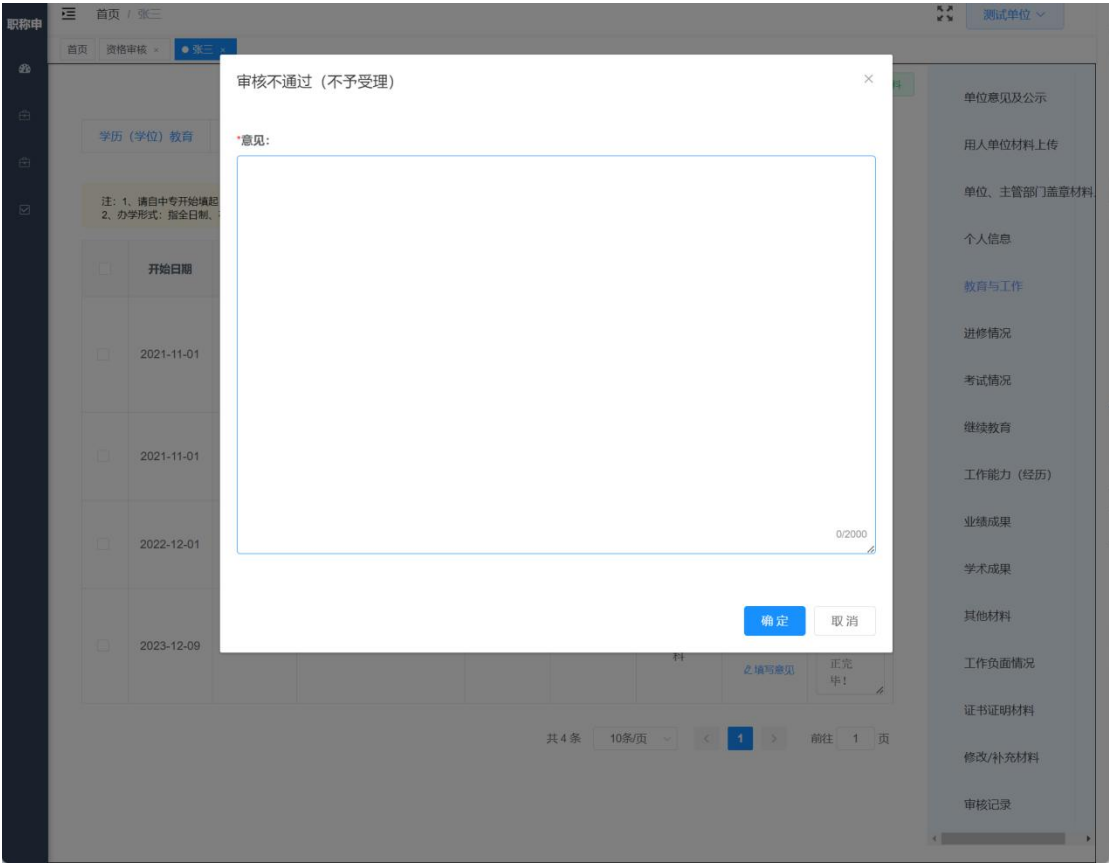 职称申
首页 / 张三
测试单位
首页 资格审核 × 张三 ×
审核不通过（不予受理） ×
料
单位意见及公示
学历（学位）教育
*意见:
用人单位材料上传
注: 1、请自中专开始填起
2、办学形式: 指全日制、
单位、主管部门盖章材料
个人信息
开始日期
教育与工作
进修情况
2021-11-01
考试情况
继续教育
2021-11-01
工作能力（经历）
业绩成果
0/2000
2022-12-01
学术成果
其他材料
确定 取消
2023-12-09
料
填写意见
正完
毕！
工作负面情况
证书证明材料
共4条 10条/页 < 1 > 前往 1 页
修改/补充材料
审核记录